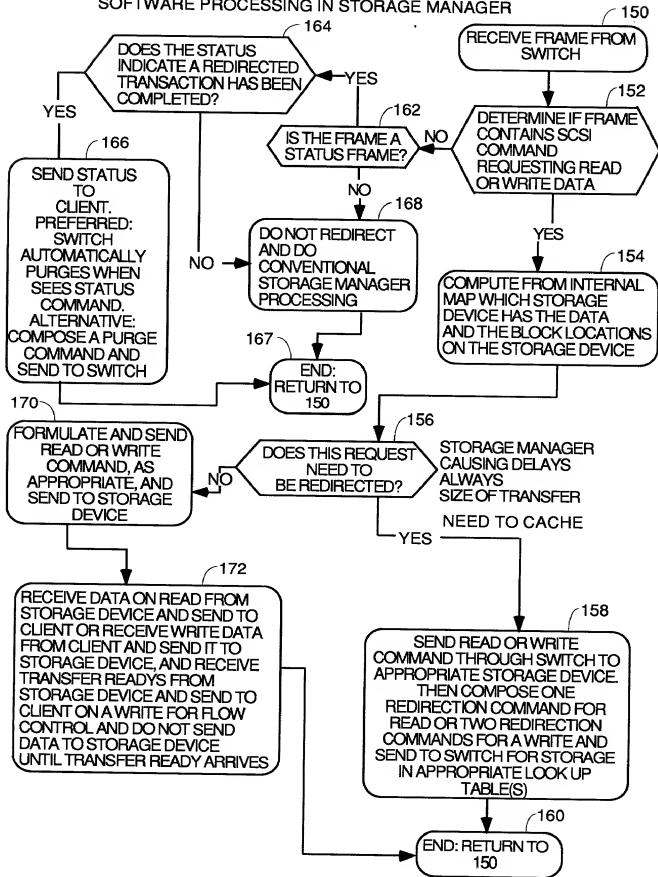 SOFTWARE PROCESSING IN STORAGE MANAGER
150
RECEIVE FRAME FROM
SWITCH
152
DETERMINE IF FRAME
CONTAINS SCSI
COMMAND
REQUESTING READ
OR WRITE DATA
NO
YES
162
IS THE FRAME A
STATUS FRAME?
YES
NO
164
DOES THE STATUS
INDICATE A REDIRECTED
TRANSACTION HAS BEEN
COMPLETED?
YES
NO
166
SEND STATUS
TO
CLIENT.
PREFERRED:
SWITCH
AUTOMATICALLY
PURGES WHEN
SEES STATUS
COMMAND.
ALTERNATIVE:
COMPOSE A PURGE
COMMAND AND
SEND TO SWITCH
168
DO NOT REDIRECT
AND DO
CONVENTIONAL
STORAGE MANAGER
PROCESSING
167
END:
RETURN TO
150
154
COMPUTE FROM INTERNAL
MAP WHICH STORAGE
DEVICE HAS THE DATA
AND THE BLOCK LOCATIONS
ON THE STORAGE DEVICE
156
DOES THIS REQUEST
NEED TO
BE REDIRECTED?
STORAGE MANAGER
CAUSING DELAYS
ALWAYS
SIZE OF TRANSFER
NEED TO CACHE
NO
YES
170
FORMULATE AND SEND
READ OR WRITE
COMMAND, AS
APPROPRIATE, AND
SEND TO STORAGE
DEVICE
172
RECEIVE DATA ON READ FROM
STORAGE DEVICE AND SEND TO
CLIENT OR RECEIVE WRITE DATA
FROM CLIENT AND SEND IT TO
STORAGE DEVICE, AND RECEIVE
TRANSFER READYS FROM
STORAGE DEVICE AND SEND TO
CLIENT ON A WRITE FOR FLOW
CONTROL AND DO NOT SEND
DATA TO STORAGE DEVICE
UNTIL TRANSFER READY ARRIVES
158
SEND READ OR WRITE
COMMAND THROUGH SWITCH TO
APPROPRIATE STORAGE DEVICE.
THEN COMPOSE ONE
REDIRECTION COMMAND FOR
READ OR TWO REDIRECTION
COMMANDS FOR A WRITE AND
SEND TO SWITCH FOR STORAGE
IN APPROPRIATE LOOK UP
TABLE(S)
160
END: RETURN TO
150